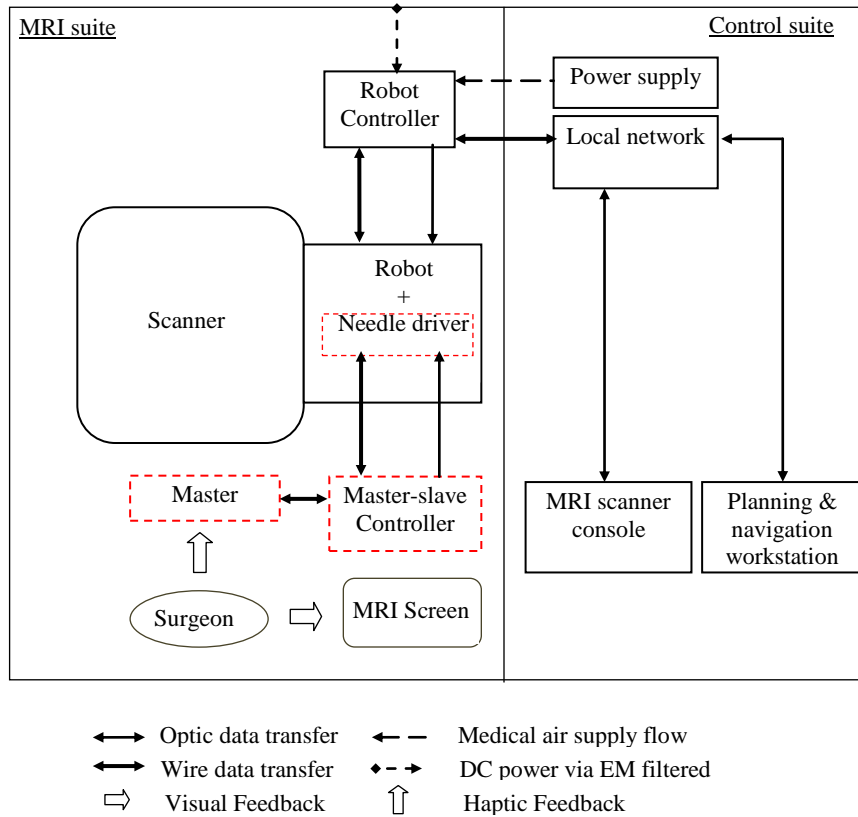 MRI suite
Control suite
Robot
Controller
Power supply
Local network
Scanner
Robot
+
Needle driver
Master
Master-slave
Controller
MRI scanner
console
Planning &
navigation
workstation
Surgeon
MRI Screen
Optic data transfer
Medical air supply flow
Wire data transfer
DC power via EM filtered
Visual Feedback
Haptic Feedback